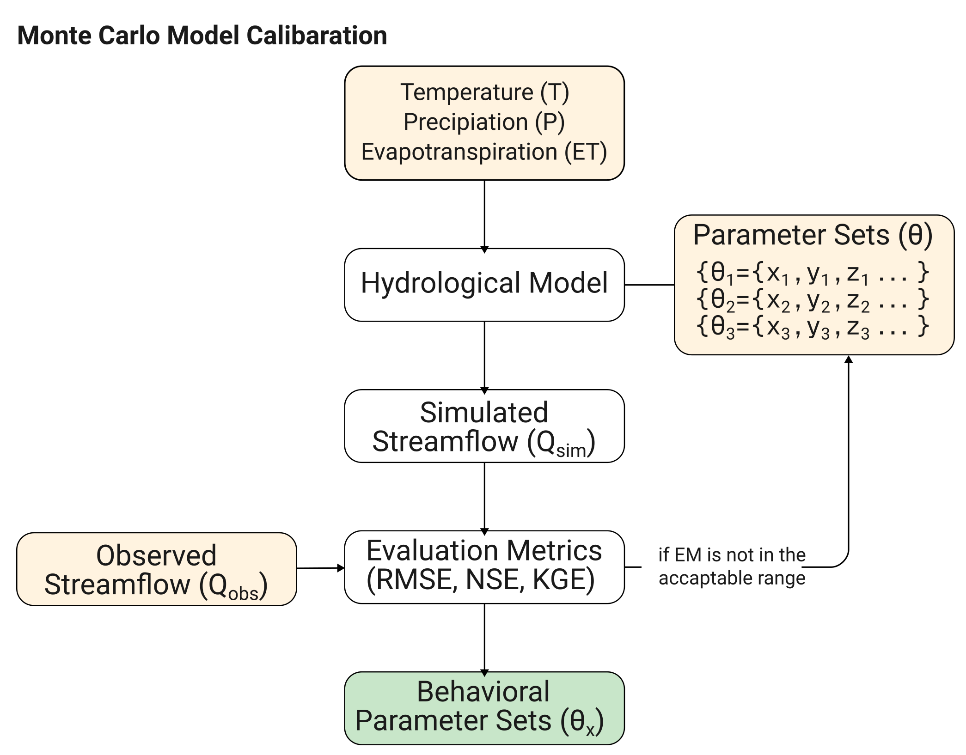 Monte Carlo Model Calibaration
Temperature (T)
Precipiation (P)
Evapotranspiration (ET)
Hydrological Model
Parameter Sets (θ)
{θ₁={x₁, y₁, z₁ ... }
{θ₂={x₂, y₂, z₂ ... }
{θ₃={x₃, y₃, z₃ ... }
Simulated
Streamflow (Qsim)
Observed
Streamflow (Qobs)
Evaluation Metrics
(RMSE, NSE, KGE)
if EM is not in the
accaptable range
Behavioral
Parameter Sets (θₓ)